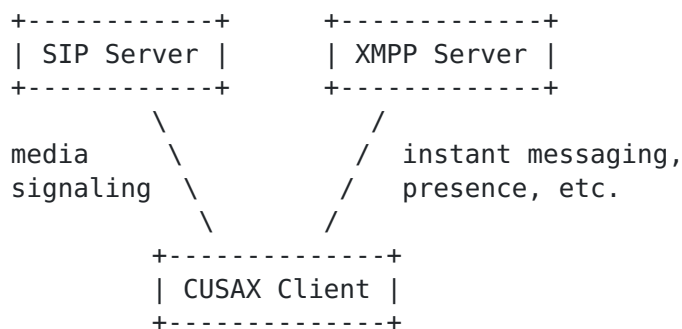 SIP Server XMPP Server
media instant messaging,
signaling presence, etc.
CUSAX Client